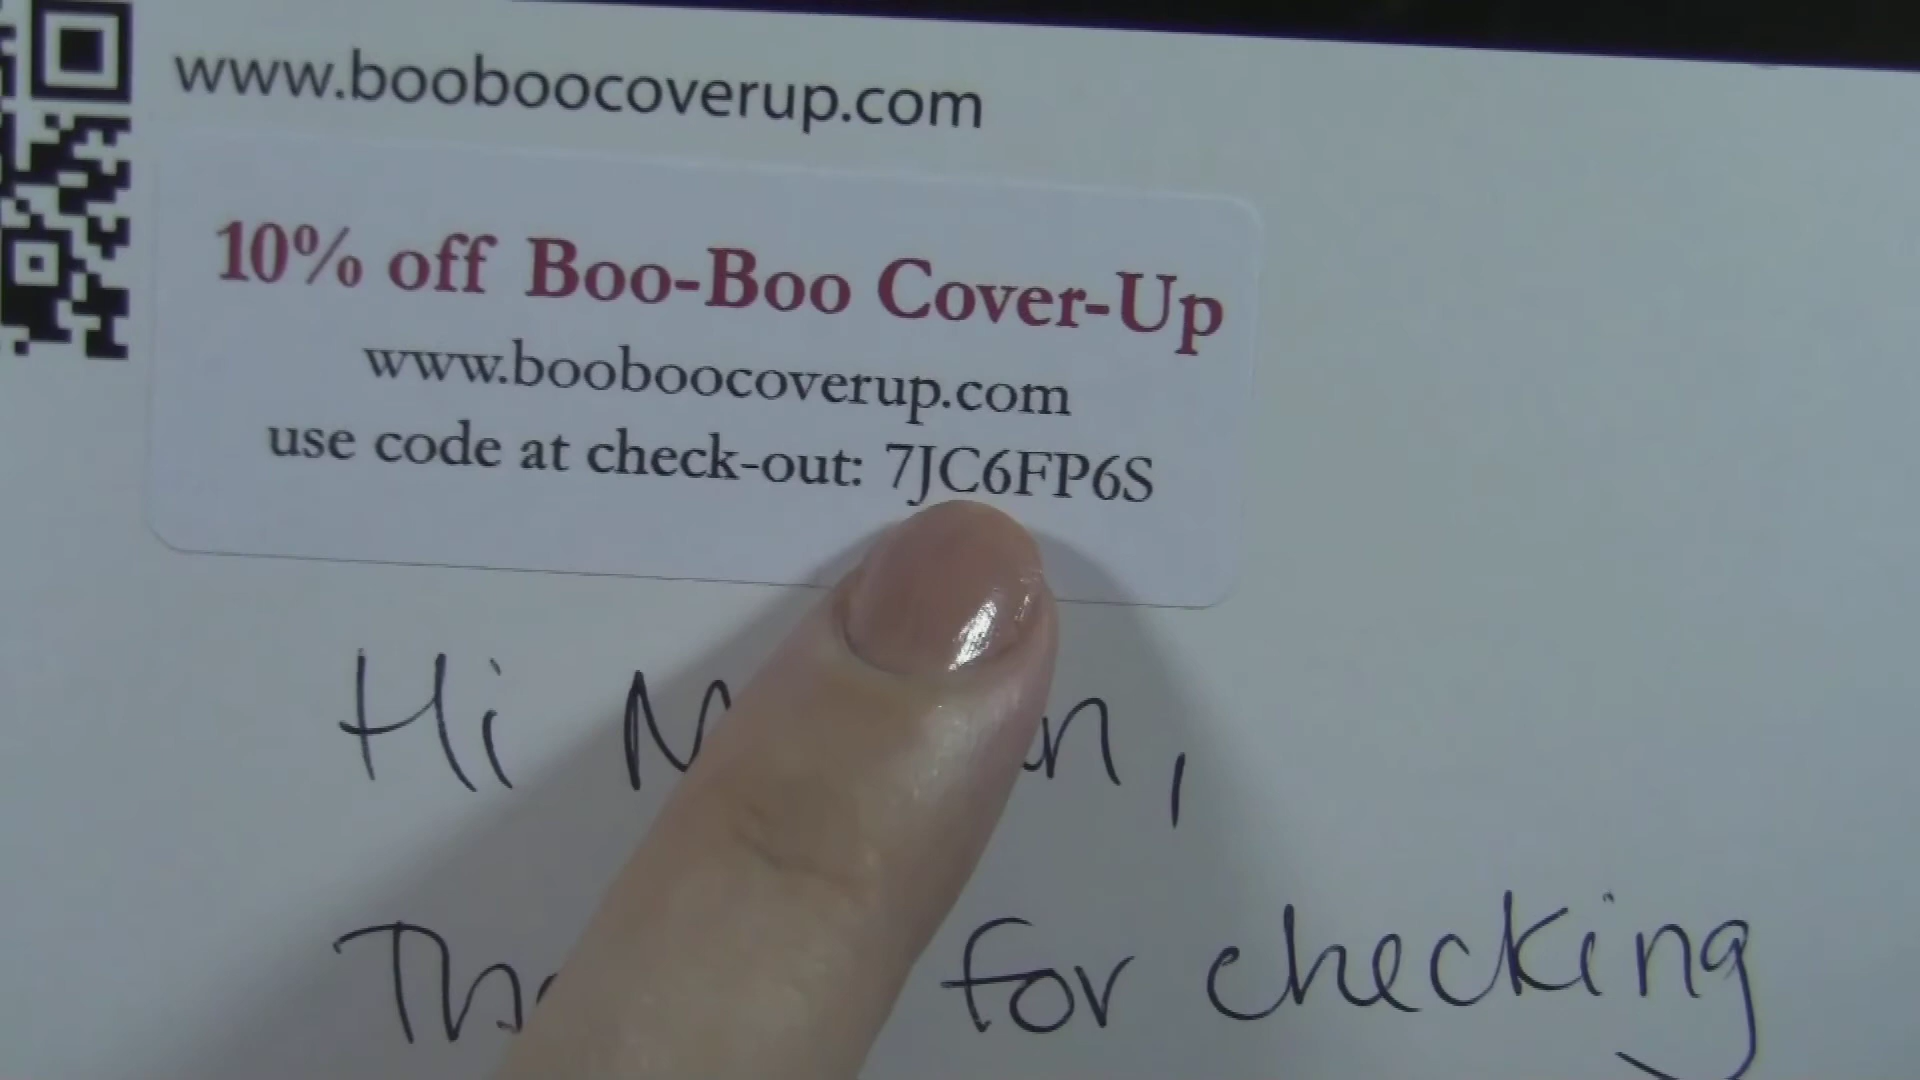 www.booboocoverup.com
10% off Boo-Boo Cover-Up
www.booboocoverup.com
use code at check-out: 7JC6FP6S
Hi
for checking